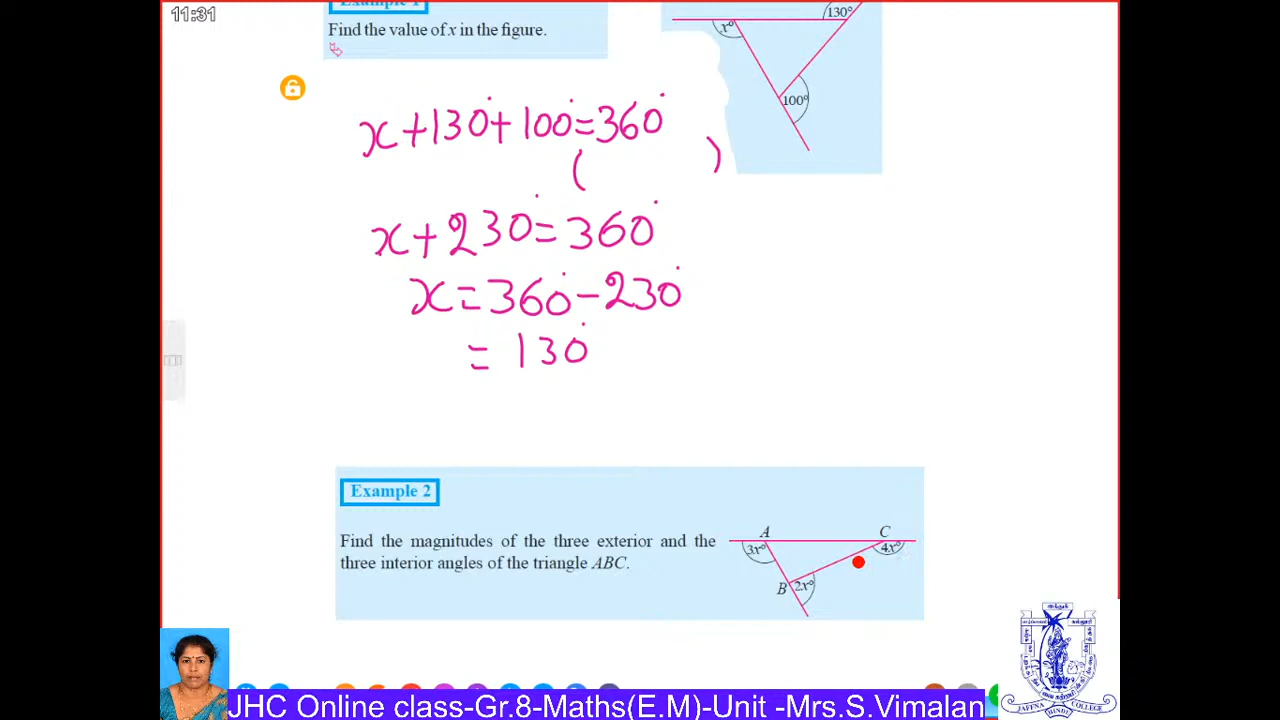 11:31
Example 1
Find the value of x in the figure.
130°
x°
100°
x + 130° + 100° = 360°
( )
x + 230° = 360°
x = 360° − 230°
= 130°
Example 2
Find the magnitudes of the three exterior and the
three interior angles of the triangle ABC.
A
C
3x°
4x°
B
2x°
JHC Online class-Gr.8-Maths(E.M)-Unit -Mrs.S.Vimalan